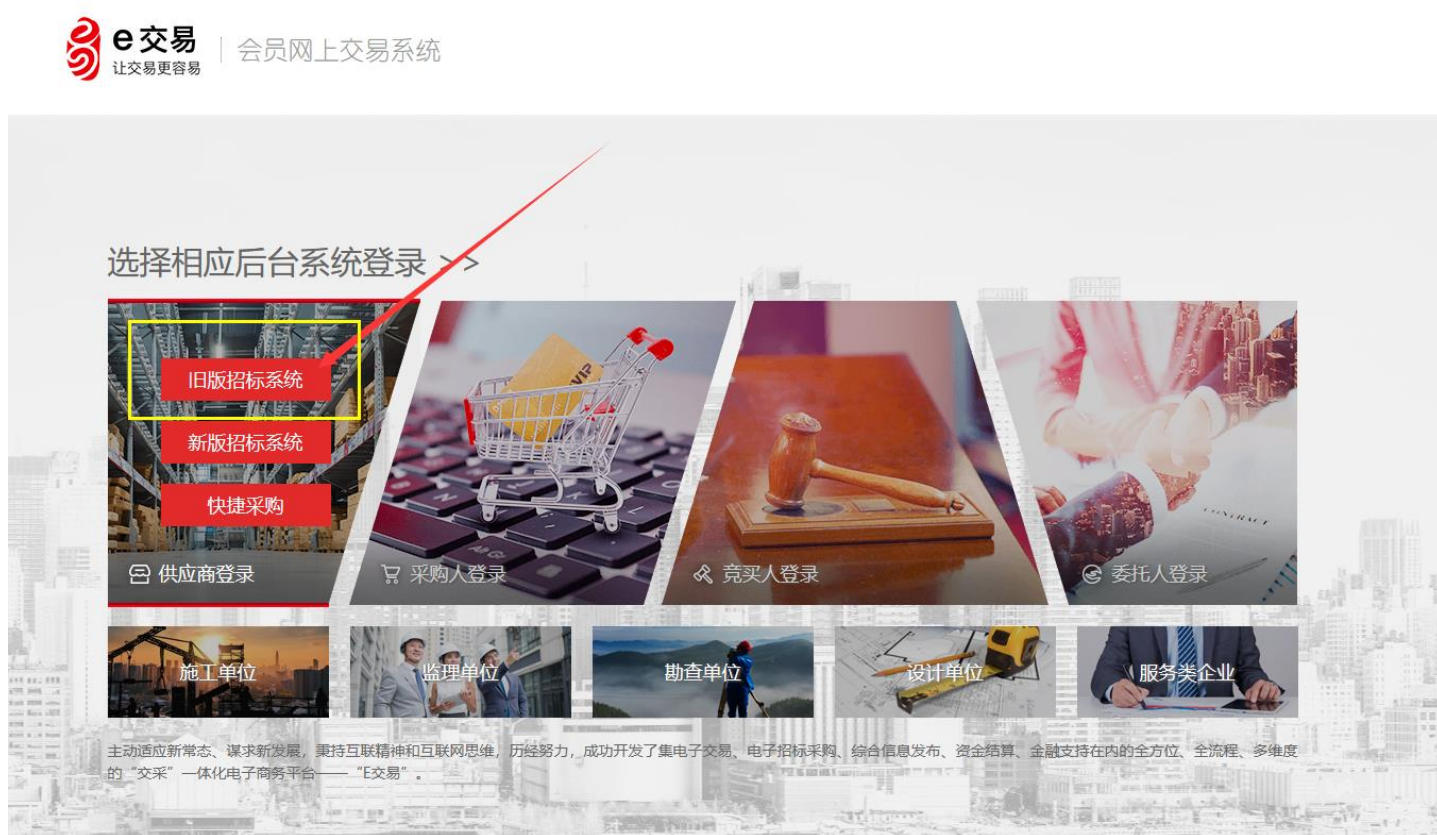 e交易
让交易更容易
会员网上交易系统
选择相应后台系统登录 >>
旧版招标系统
新版招标系统
快捷采购
供应商登录
采购人登录
竞买人登录
委托人登录
VIP
CONTRACT
施工单位
监理单位
勘查单位
设计单位
服务类企业
主动适应新常态、谋求新发展，秉持互联精神和互联网思维，历经努力，成功开发了集电子交易、电子招标采购、综合信息发布、资金结算、金融支持在内的全方位、全流程、多维度
的“交采”一体化电子商务平台——“E交易”。